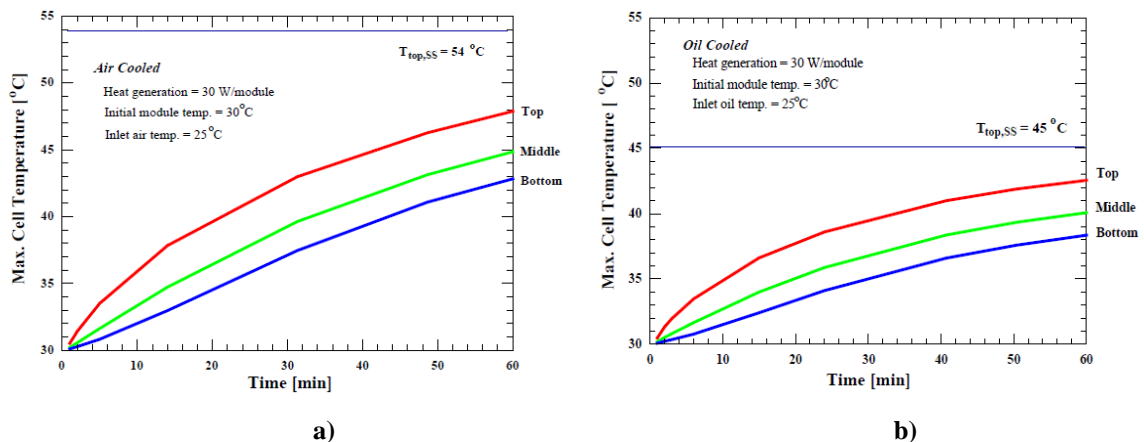 55
50
45
40
35
30
Max. Cell Temperature [ °C]
T top,SS = 54 °C
Air Cooled
Heat generation = 30 W/module
Initial module temp. = 30°C
Inlet air temp. = 25°C
Top
Middle
Bottom
0 10 20 30 40 50 60
Time [min]
a)
55
50
45
40
35
30
Max. Cell Temperature [ °C]
Oil Cooled
Heat generation = 30 W/module
Initial module temp. = 30°C
Inlet oil temp. = 25°C
T top,SS = 45 °C
Top
Middle
Bottom
0 10 20 30 40 50 60
Time [min]
b)